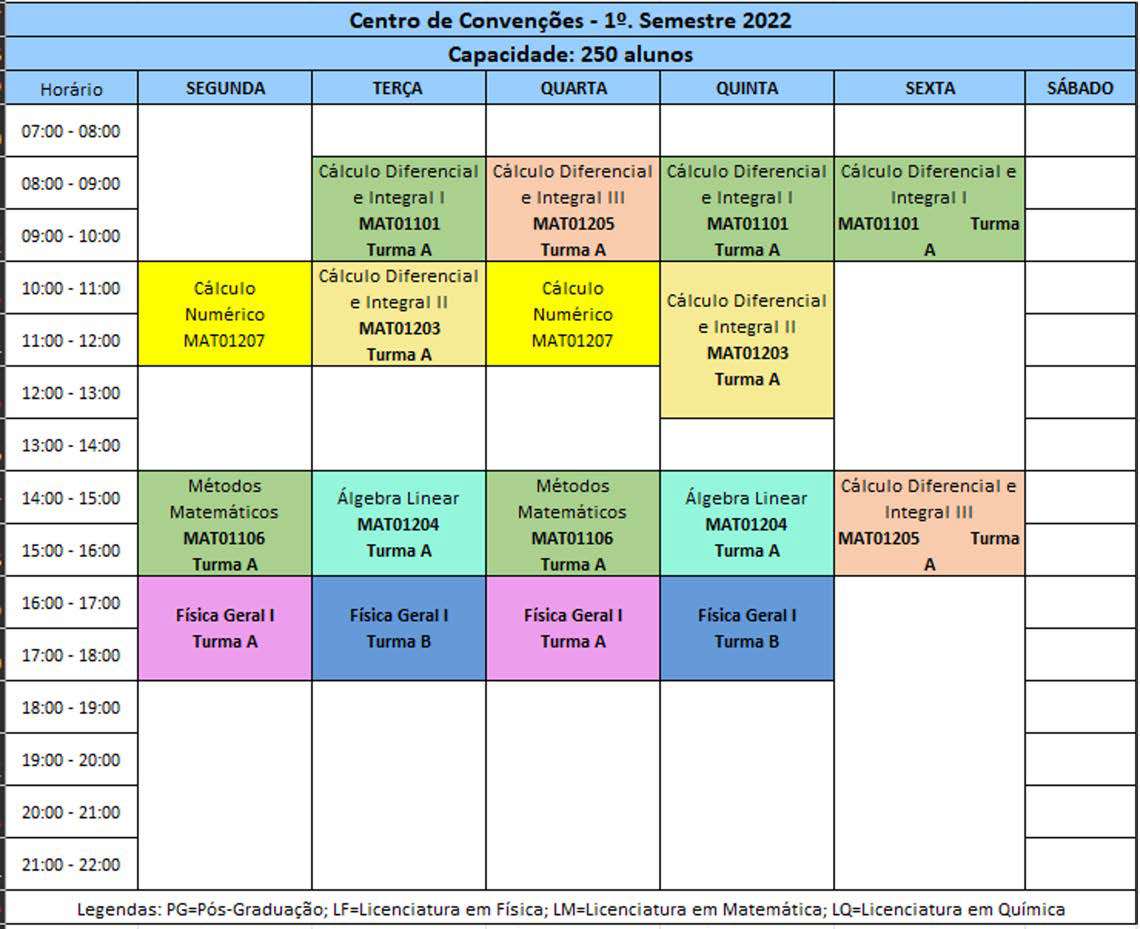 Centro de Convenções - 1º. Semestre 2022
Capacidade: 250 alunos
Horário SEGUNDA TERÇA QUARTA QUINTA SEXTA SÁBADO
07:00 - 08:00
08:00 - 09:00
09:00 - 10:00
Cálculo Diferencial
e Integral I
MAT01101
Turma A
Cálculo Diferencial
e Integral III
MAT01205
Turma A
Cálculo Diferencial
e Integral I
MAT01101
Turma A
Cálculo Diferencial e
Integral I
MAT01101 Turma
A
10:00 - 11:00
11:00 - 12:00
12:00 - 13:00
Cálculo
Numérico
MAT01207
Cálculo Diferencial
e Integral II
MAT01203
Turma A
Cálculo
Numérico
MAT01207
Cálculo Diferencial
e Integral II
MAT01203
Turma A
13:00 - 14:00
14:00 - 15:00
15:00 - 16:00
Métodos
Matemáticos
MAT01106
Turma A
Álgebra Linear
MAT01204
Turma A
Métodos
Matemáticos
MAT01106
Turma A
Álgebra Linear
MAT01204
Turma A
Cálculo Diferencial e
Integral III
MAT01205 Turma
A
16:00 - 17:00
17:00 - 18:00
Física Geral I
Turma A
Física Geral I
Turma B
Física Geral I
Turma A
Física Geral I
Turma B
18:00 - 19:00
19:00 - 20:00
20:00 - 21:00
21:00 - 22:00
Legendas: PG=Pós-Graduação; LF=Licenciatura em Física; LM=Licenciatura em Matemática; LQ=Licenciatura em Química